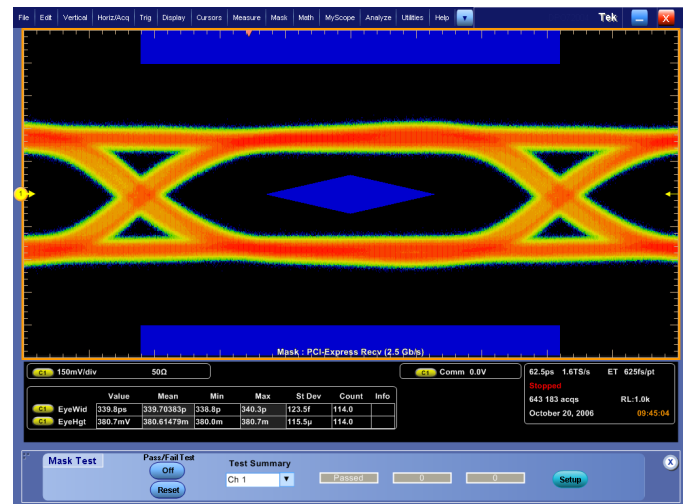 File Edit Vertical Horiz/Acq Trig Display Cursors Measure Mask Math MyScope Analyze Utilities Help Tek X
1
Mask : PCI-Express Recv (2.5 Gb/s)
C1 150mV/div 50Ω C1 Comm 0.0V 62.5ps 1.6TS/s ET 625fs/pt
Stopped
643 183 acqs RL:1.0k
October 20, 2006 09:45:04
Value Mean Min Max St Dev Count Info
C1 EyeWid 339.8ps 339.70383p 338.8p 340.3p 123.5f 114.0
C1 EyeHgt 380.7mV 380.61479m 380.0m 380.7m 115.5µ 114.0
Mask Test Pass/Fail Test Test Summary X
Off
Ch 1 Passed 0 0 Setup
Reset